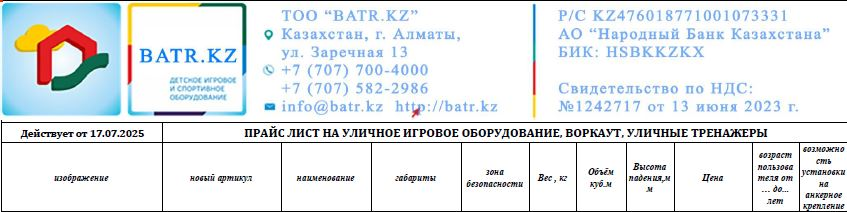 ТОО “BATR.KZ”
Казахстан, г. Алматы,
ул. Заречная 13
+7 (707) 700-4000
+7 (707) 582-2986
info@batr.kz http://batr.kz
BATR.KZ
ДЕТСКОЕ ИГРОВОЕ
И СПОРТИВНОЕ
ОБОРУДОВАНИЕ
Р/С KZ476018771001073331
АО “Народный Банк Казахстана”
БИК: HSBKKZKX
Свидетельство по НДС:
№1242717 от 13 июня 2023 г.
Действует от 17.07.2025
ПРАЙС ЛИСТ НА УЛИЧНОЕ ИГРОВОЕ ОБОРУДОВАНИЕ, ВОРКАУТ, УЛИЧНЫЕ ТРЕНАЖЕРЫ
изображение
новый артикул
наименование
габариты
зона
безопасности
Вес , кг
Объём
куб.м
Высота
падения,м
м
Цена
возраст
пользова
теля от
… до…
лет
возможно
сть
установки
на
анкерное
крепление